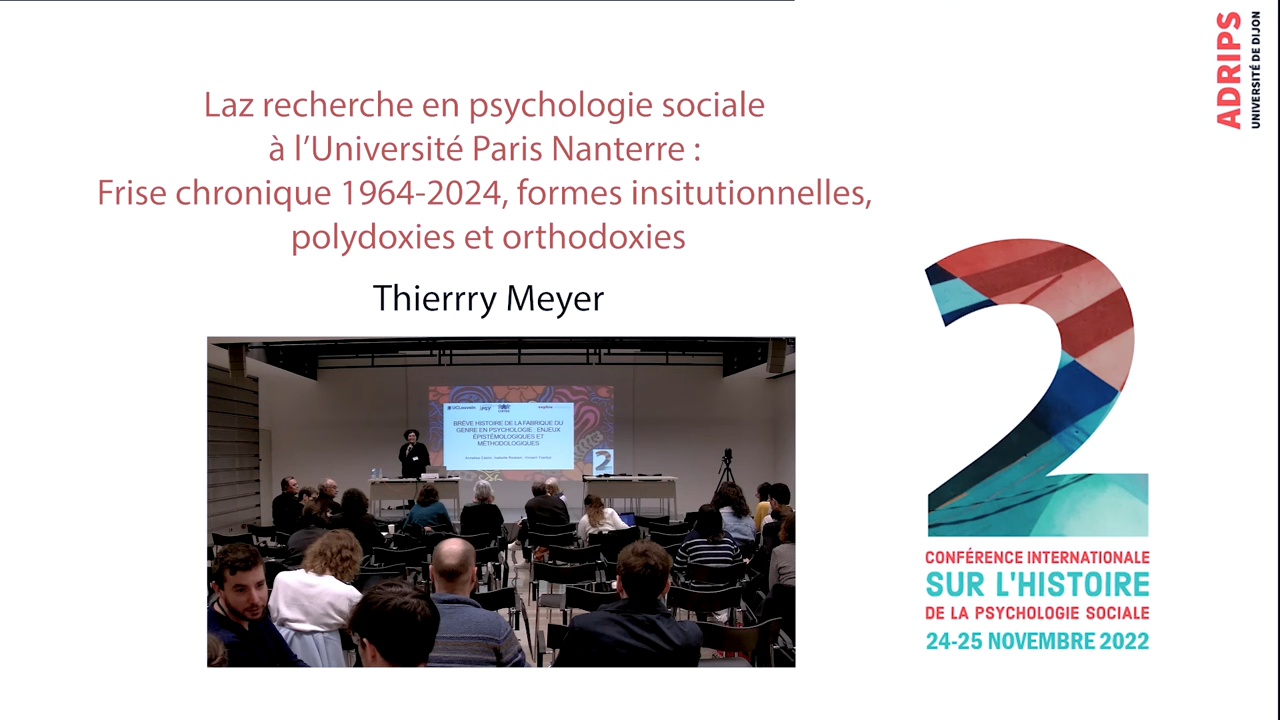 Laz recherche en psychologie sociale
à l’Université Paris Nanterre :
Frise chronique 1964-2024, formes insitutionnelles,
polydoxies et orthodoxies
Thierrry Meyer
ADRIPS
UNIVERSITÉ DE DIJON
UCLouvain
BRÈVE HISTOIRE DE LA FABRIQUE DU
GENRE EN PSYCHOLOGIE : ENJEUX
ÉPISTÉMOLOGIQUES ET
MÉTHODOLOGIQUES
2
2
CONFÉRENCE INTERNATIONALE
SUR L'HISTOIRE
DE LA PSYCHOLOGIE SOCIALE
24-25 NOVEMBRE 2022